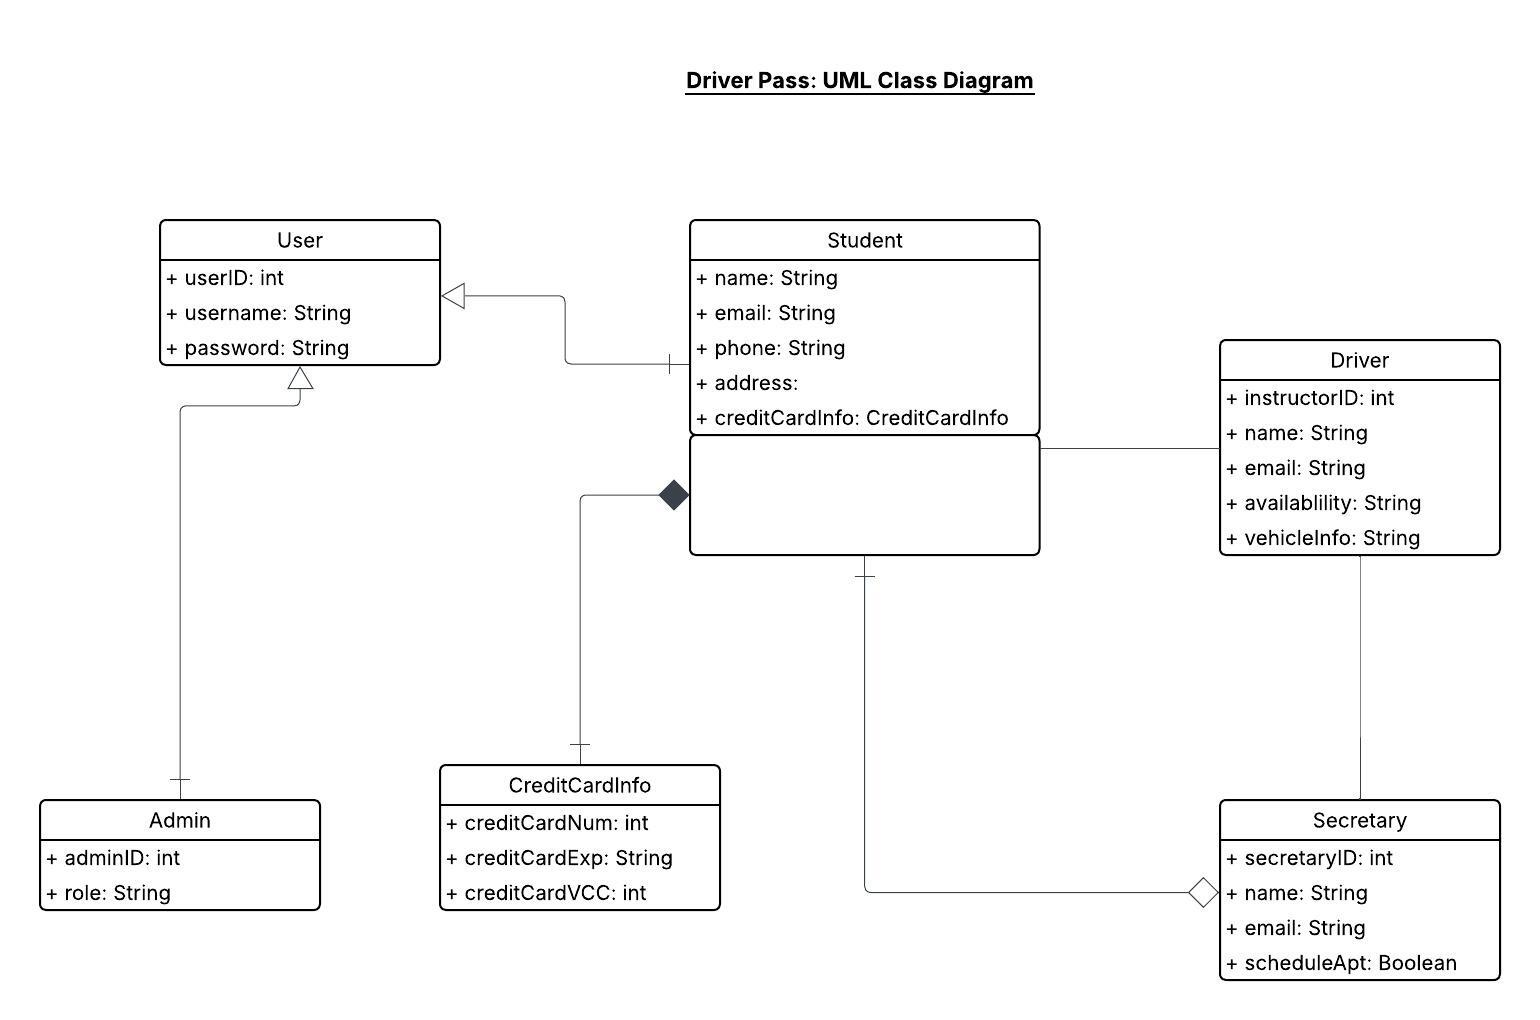 Driver Pass: UML Class Diagram
User
+ userID: int
+ username: String
+ password: String
Student
+ name: String
+ email: String
+ phone: String
+ address:
+ creditCardInfo: CreditCardInfo
Driver
+ instructorID: int
+ name: String
+ email: String
+ availablility: String
+ vehicleInfo: String
Admin
+ adminID: int
+ role: String
CreditCardInfo
+ creditCardNum: int
+ creditCardExp: String
+ creditCardVCC: int
Secretary
+ secretaryID: int
+ name: String
+ email: String
+ scheduleApt: Boolean